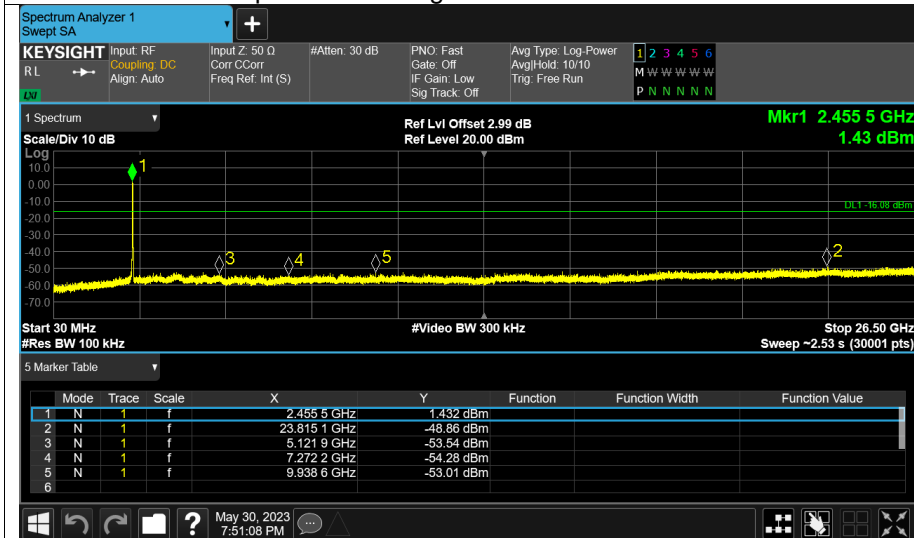 Spectrum Analyzer 1
Swept SA
KEYSIGHT Input: RF Input Z: 50 Ω #Atten: 30 dB PNO: Fast Avg Type: Log-Power 1 2 3 4 5 6
R L Coupling: DC Corr CCorr Gate: Off Avg|Hold: 10/10 M W W W W W
Align: Auto Freq Ref: Int (S) IF Gain: Low Trig: Free Run
LXI Sig Track: Off P N N N N N
1 Spectrum Ref Lvl Offset 2.99 dB Mkr1 2.455 5 GHz
Scale/Div 10 dB Ref Level 20.00 dBm 1.43 dBm
Log
10.0 1
0.00
-10.0 DL1 -16.08 dBm
-20.0
-30.0
-40.0 3 4 5 2
-50.0
-60.0
-70.0
Start 30 MHz #Video BW 300 kHz Stop 26.50 GHz
#Res BW 100 kHz Sweep ~2.53 s (30001 pts)
5 Marker Table
Mode Trace Scale X Y Function Function Width Function Value
1 N 1 f 2.455 5 GHz 1.432 dBm
2 N 1 f 23.815 1 GHz -48.86 dBm
3 N 1 f 5.121 9 GHz -53.54 dBm
4 N 1 f 7.272 2 GHz -54.28 dBm
5 N 1 f 9.938 6 GHz -53.01 dBm
6
? May 30, 2023
7:51:08 PM